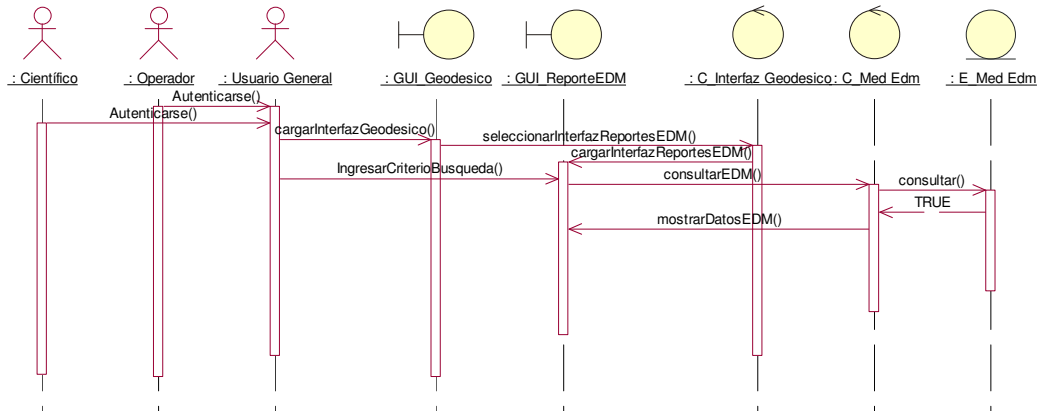 : Científico
: Operador
: Usuario General
: GUI_Geodesico
: GUI_ReporteEDM
: C_Interfaz Geodesico
: C_Med Edm
: E_Med Edm
Autenticarse()
Autenticarse()
cargarInterfazGeodesico()
seleccionarInterfazReportesEDM()
cargarInterfazReportesEDM()
IngresarCriterioBusqueda()
consultarEDM()
consultar()
TRUE
mostrarDatosEDM()